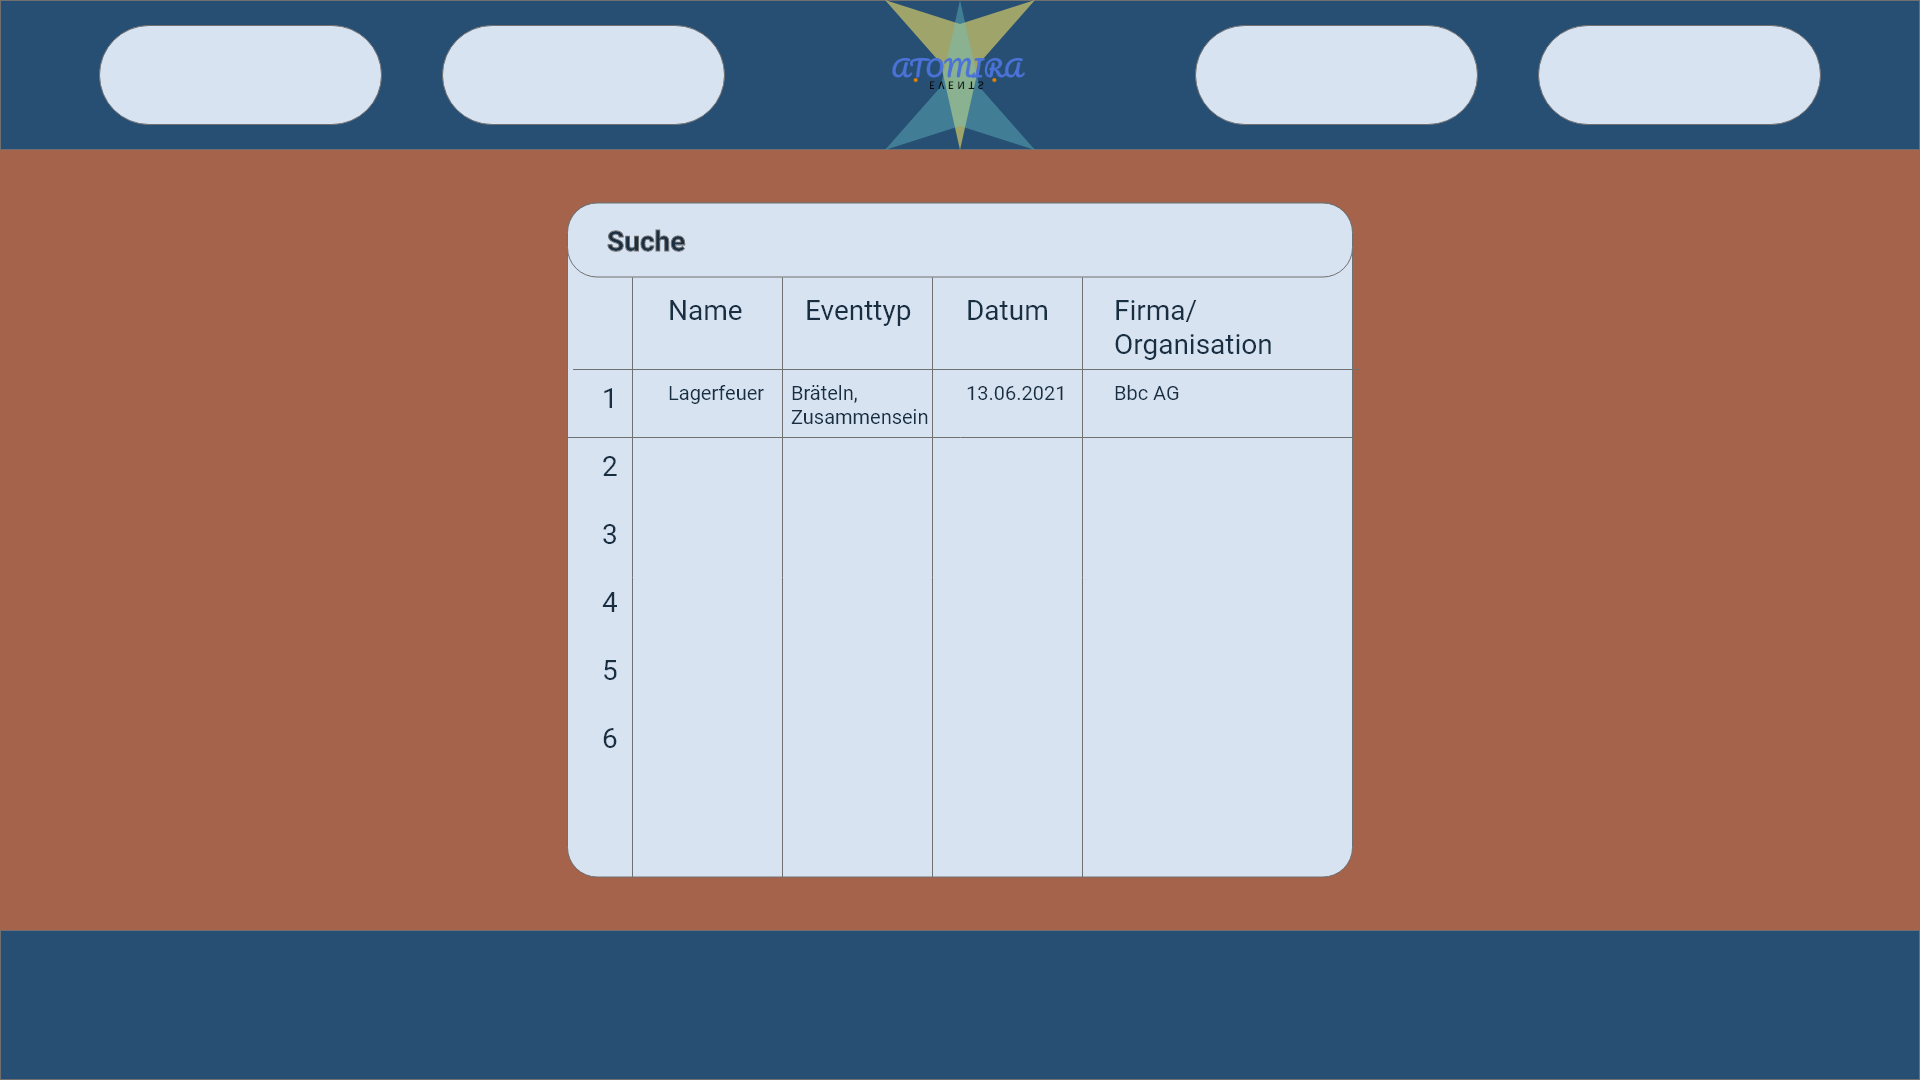 ATOMIRA
EVENTS
Suche
Name Eventtyp Datum Firma/
Organisation
1 Lagerfeuer Bräteln, 13.06.2021 Bbc AG
Zusammensein
2
3
4
5
6